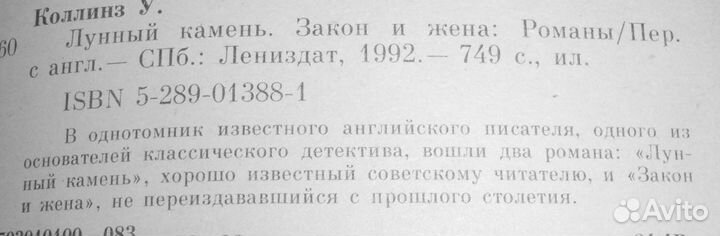 Коллинз У.
60
Лунный камень. Закон и жена: Романы/Пер.
с англ.— СПб.: Лениздат, 1992.— 749 с., ил.
ISBN 5-289-01388-1
В однотомник известного английского писателя, одного из
основателей классического детектива, вошли два романа: «Лун-
ный камень», хорошо известный советскому читателю, и «Закон
и жена», не переиздававшийся с прошлого столетия.
083
Avito